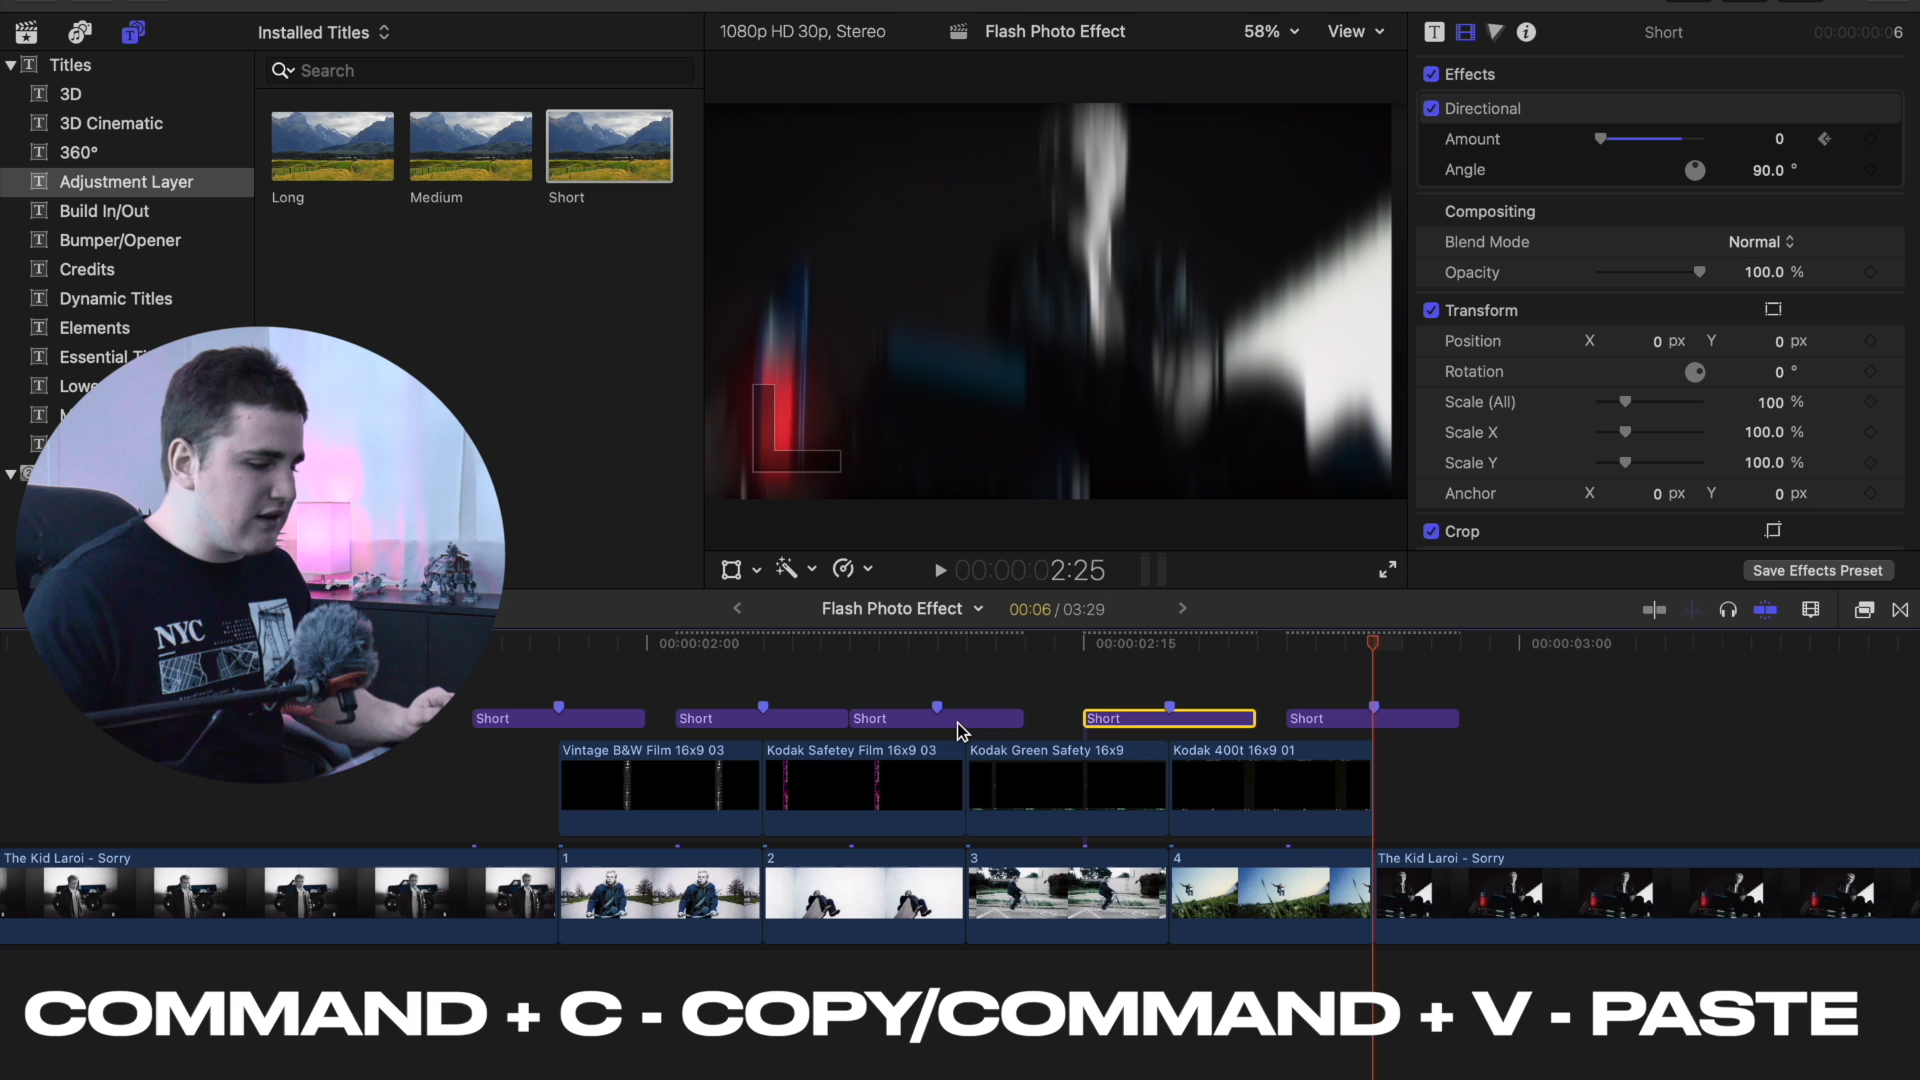 Installed Titles
1080p HD 30p, Stereo
Flash Photo Effect
58%
View
Short
00:00:00:06
Titles
3D
3D Cinematic
360°
Adjustment Layer
Build In/Out
Bumper/Opener
Credits
Dynamic Titles
Elements
Essential
Search
Long
Medium
Short
Effects
Directional
Amount
0
Angle
90.0 °
Compositing
Blend Mode
Normal
Opacity
100.0 %
Transform
Position
X
0 px
Y
0 px
Rotation
0 °
Scale (All)
100 %
Scale X
100.0 %
Scale Y
100.0 %
Anchor
X
0 px
Y
0 px
Crop
Save Effects Preset
00:00:00:02:25
Flash Photo Effect
00:06 / 03:29
00:00:02:00
00:00:02:15
00:00:03:00
NYC
Short
Short
Short
Short
Short
Vintage B&W Film 16x9 03
Kodak Safetey Film 16x9 03
Kodak Green Safety 16x9
Kodak 400t 16x9 01
The Kid Laroi - Sorry
1
2
3
4
The Kid Laroi - Sorry
COMMAND + C - COPY/COMMAND + V - PASTE